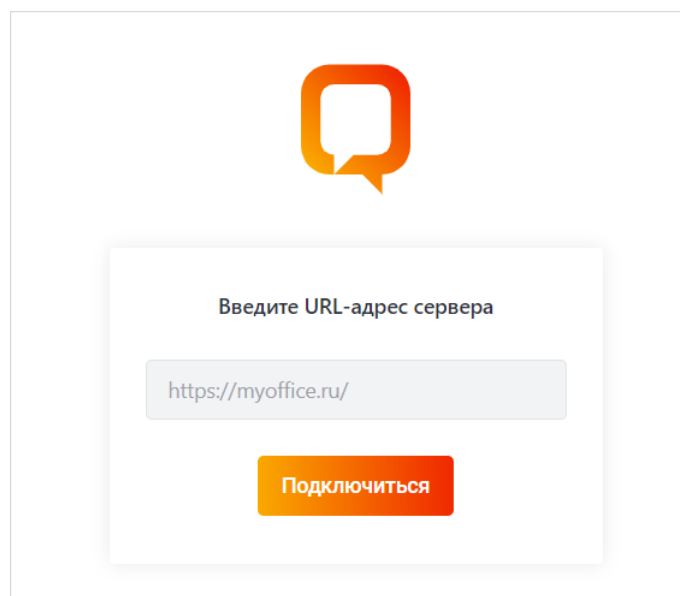 Введите URL-адрес сервера
https://myoffice.ru/
Подключиться